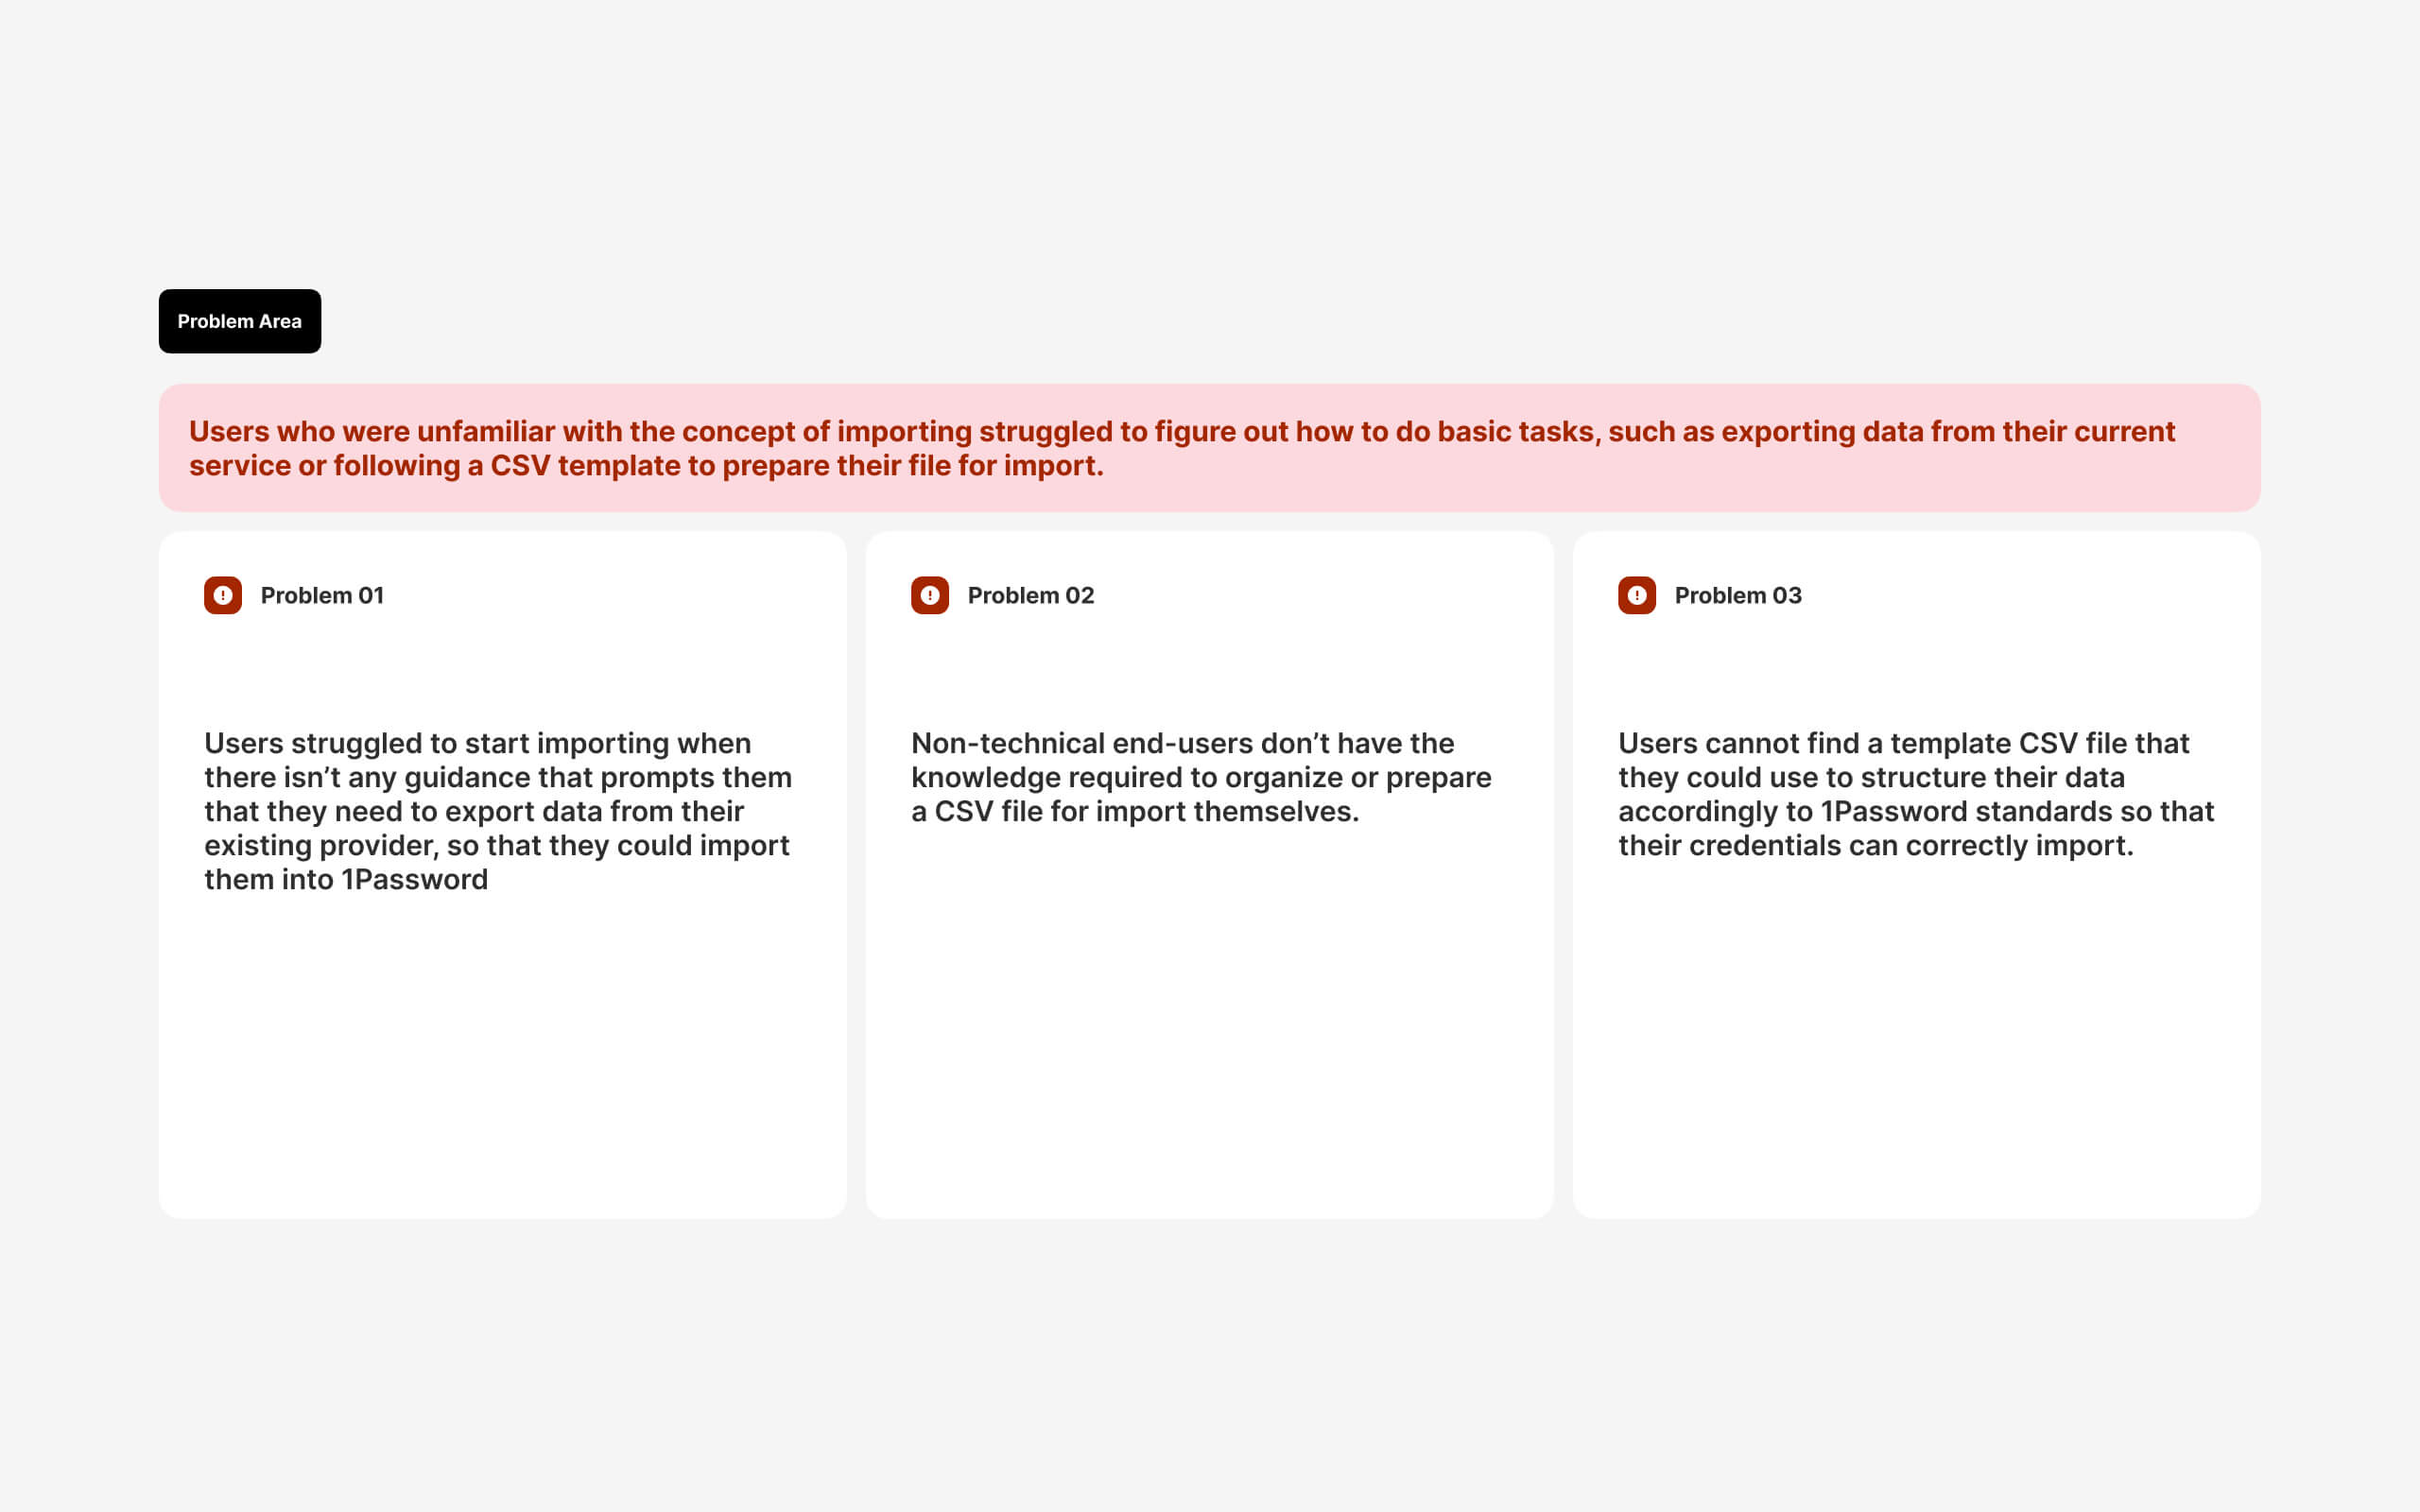 Problem Area
Users who were unfamiliar with the concept of importing struggled to figure out how to do basic tasks, such as exporting data from their current
service or following a CSV template to prepare their file for import.
Problem 01
Users struggled to start importing when
there isn’t any guidance that prompts them
that they need to export data from their
existing provider, so that they could import
them into 1Password
Problem 02
Non-technical end-users don’t have the
knowledge required to organize or prepare
a CSV file for import themselves.
Problem 03
Users cannot find a template CSV file that
they could use to structure their data
accordingly to 1Password standards so that
their credentials can correctly import.